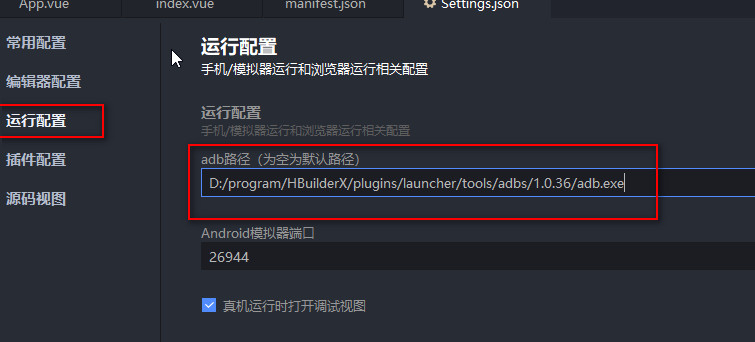 App.vue
index.vue
manifest.json
Settings.json
常用配置
编辑器配置
运行配置
插件配置
源码视图
运行配置
手机/模拟器运行和浏览器运行相关配置
运行配置
手机/模拟器运行和浏览器运行相关配置
adb路径（为空为默认路径）
D:/program/HBuilderX/plugins/launcher/tools/adbs/1.0.36/adb.exe
Android模拟器端口
26944
真机运行时打开调试视图